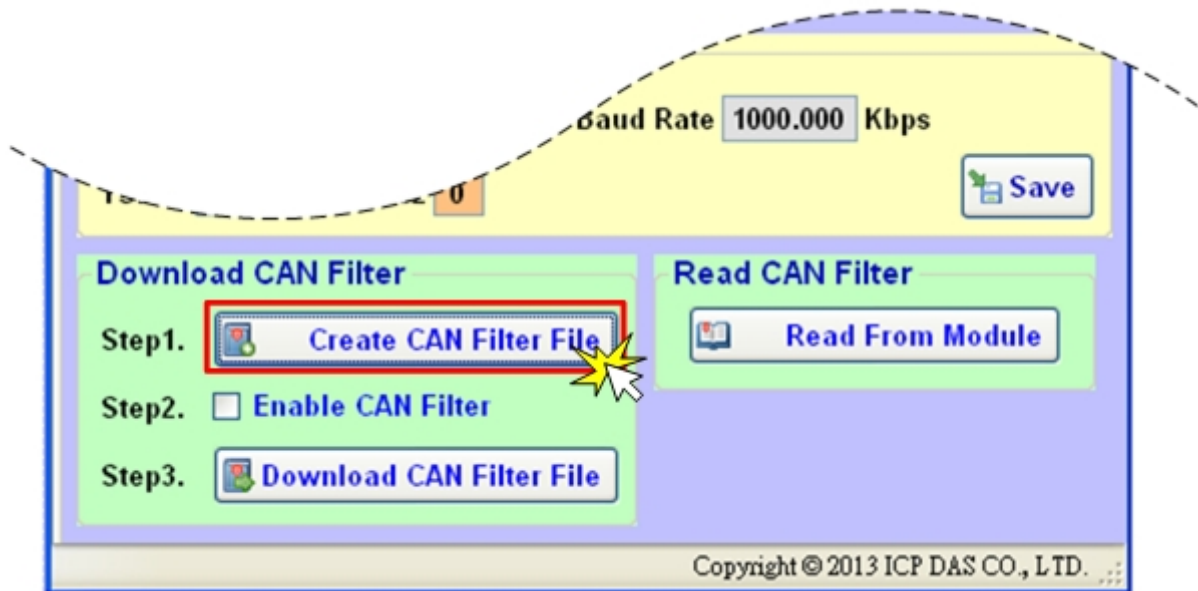 Baud Rate 1000.000 Kbps
0
Save
Download CAN Filter
Step1. Create CAN Filter File
Step2. Enable CAN Filter
Step3. Download CAN Filter File
Read CAN Filter
Read From Module
Copyright © 2013 ICP DAS CO., LTD.